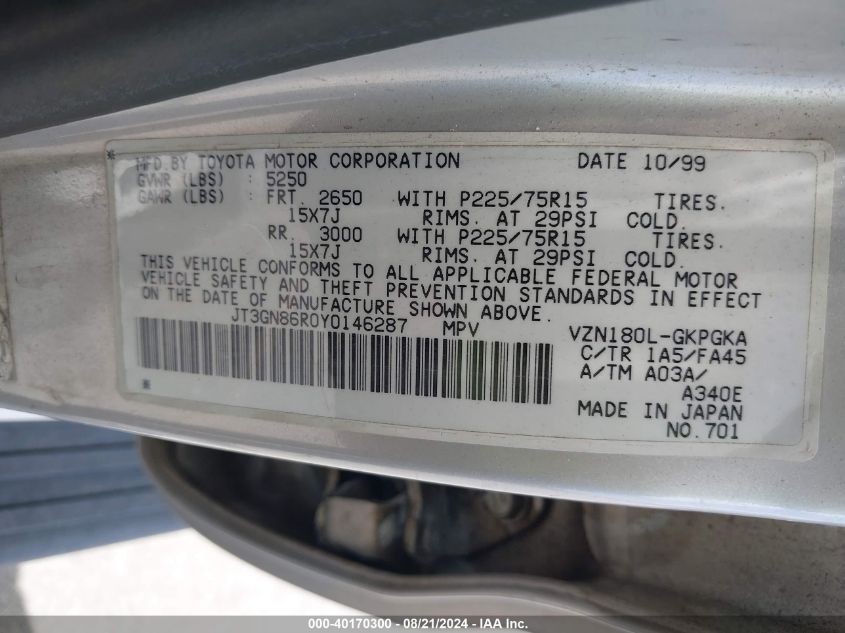 MFD.BY TOYOTA MOTOR CORPORATION DATE 10/99
GVWR (LBS) : 5250
GAWR (LBS) : FRT. 2650 WITH P225/75R15 TIRES.
15X7J RIMS. AT 29PSI COLD.
RR. 3000 WITH P225/75R15 TIRES.
15X7J RIMS. AT 29PSI COLD.
THIS VEHICLE CONFORMS TO ALL APPLICABLE FEDERAL MOTOR
VEHICLE SAFETY AND THEFT PREVENTION STANDARDS IN EFFECT
ON THE DATE OF MANUFACTURE SHOWN ABOVE.
JT3GN86R0Y0146287 MPV VZN180L-GKPGKA
C/TR 1A5/FA45
A/TM A03A/
A340E
MADE IN JAPAN
NO.701
000-40170300 - 08/21/2024 - IAA Inc.